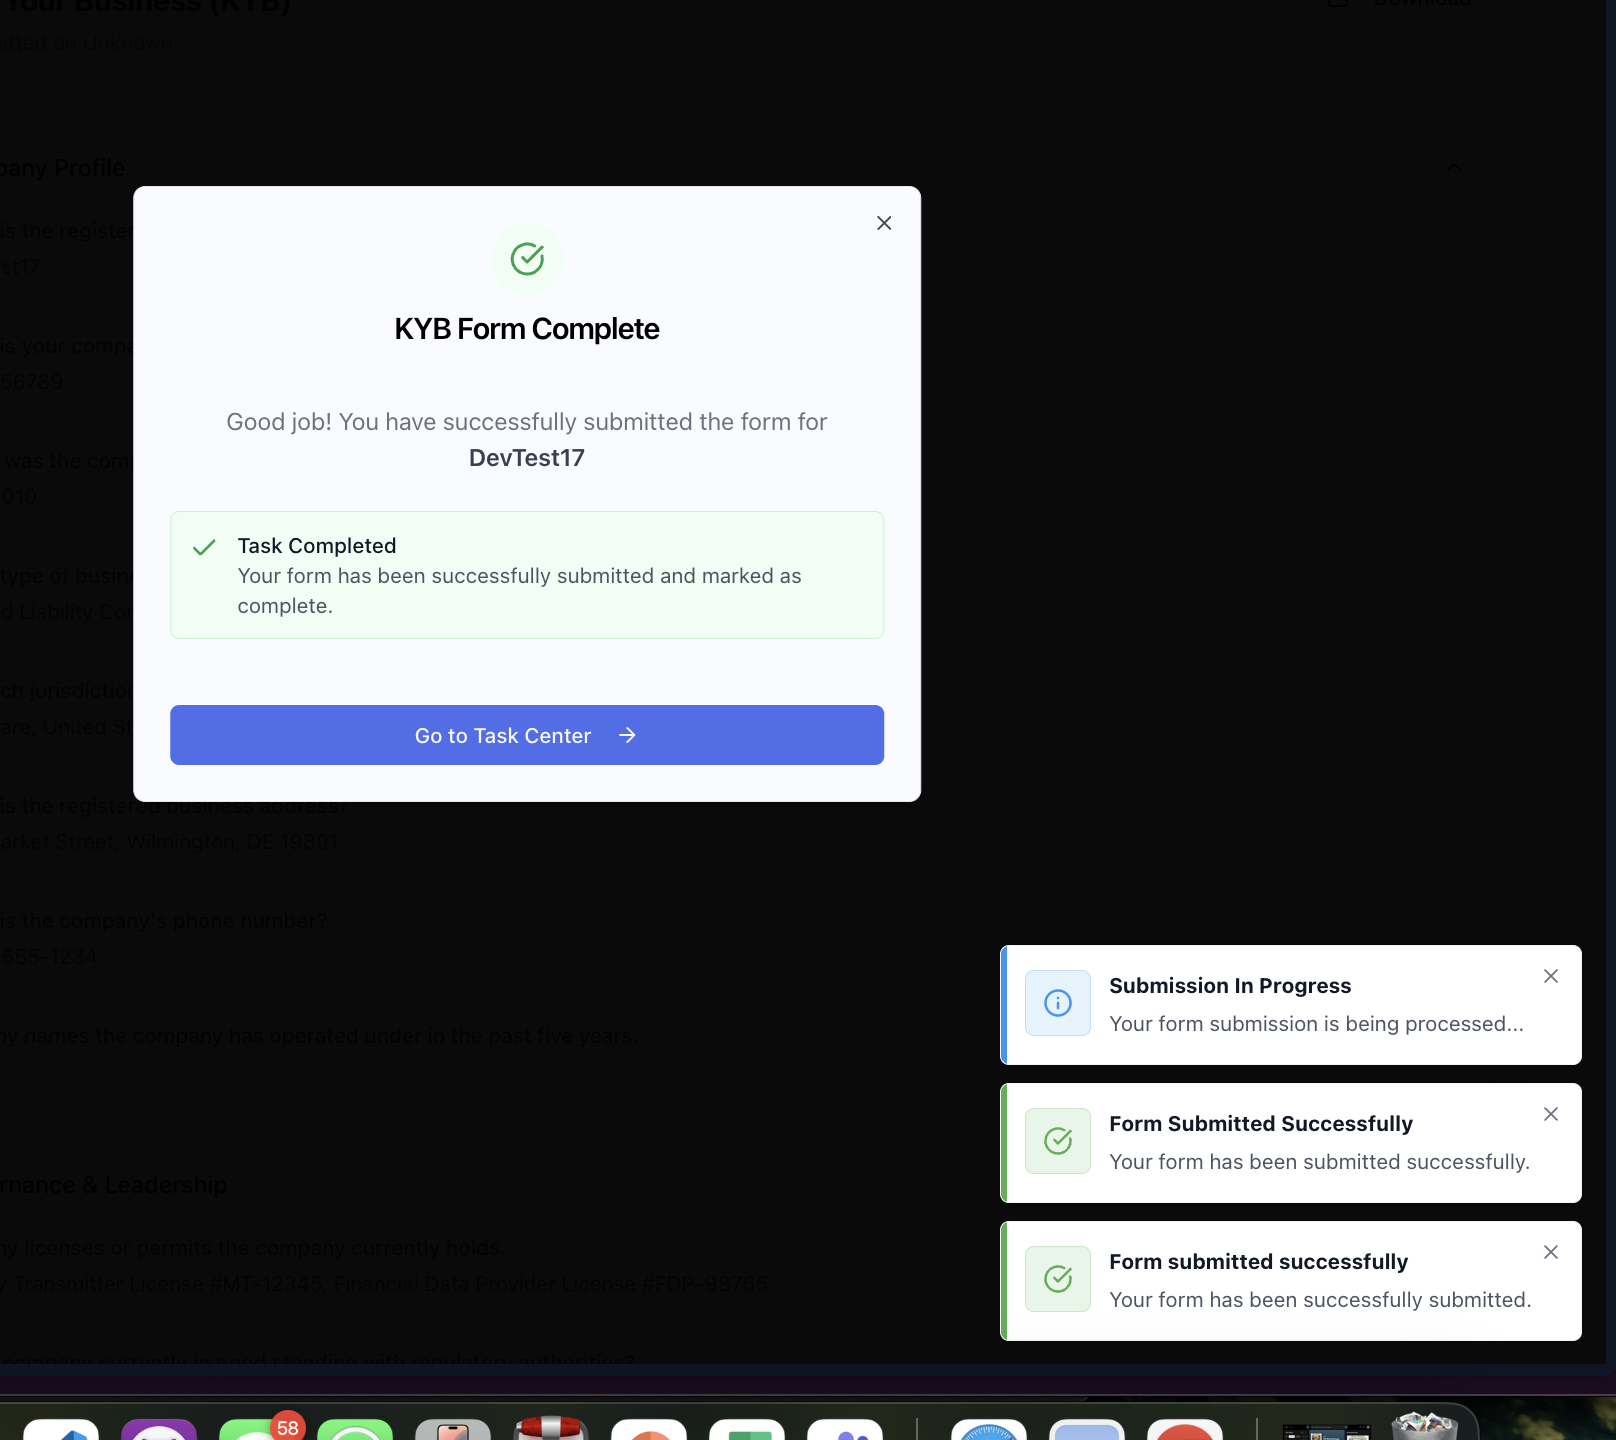 Your Business (KYB)
Download
itted on Unknown
pany Profile
is the register
st17
is your compa
56789
was the com
010
type of busin
d Liability Co
ch jurisdiction
are, United St
is the registered business address?
arket Street, Wilmington, DE 19801
is the company's phone number?
555-1234
ny names the company has operated under in the past five years.
rnance & Leadership
ny licenses or permits the company currently holds.
y Transmitter License #MT-12345, Financial Data Provider License #FDP-98765
company currently in good standing with regulatory authorities?
KYB Form Complete
Good job! You have successfully submitted the form for
DevTest17
Task Completed
Your form has been successfully submitted and marked as
complete.
Go to Task Center
Submission In Progress
Your form submission is being processed...
Form Submitted Successfully
Your form has been submitted successfully.
Form submitted successfully
Your form has been successfully submitted.
58